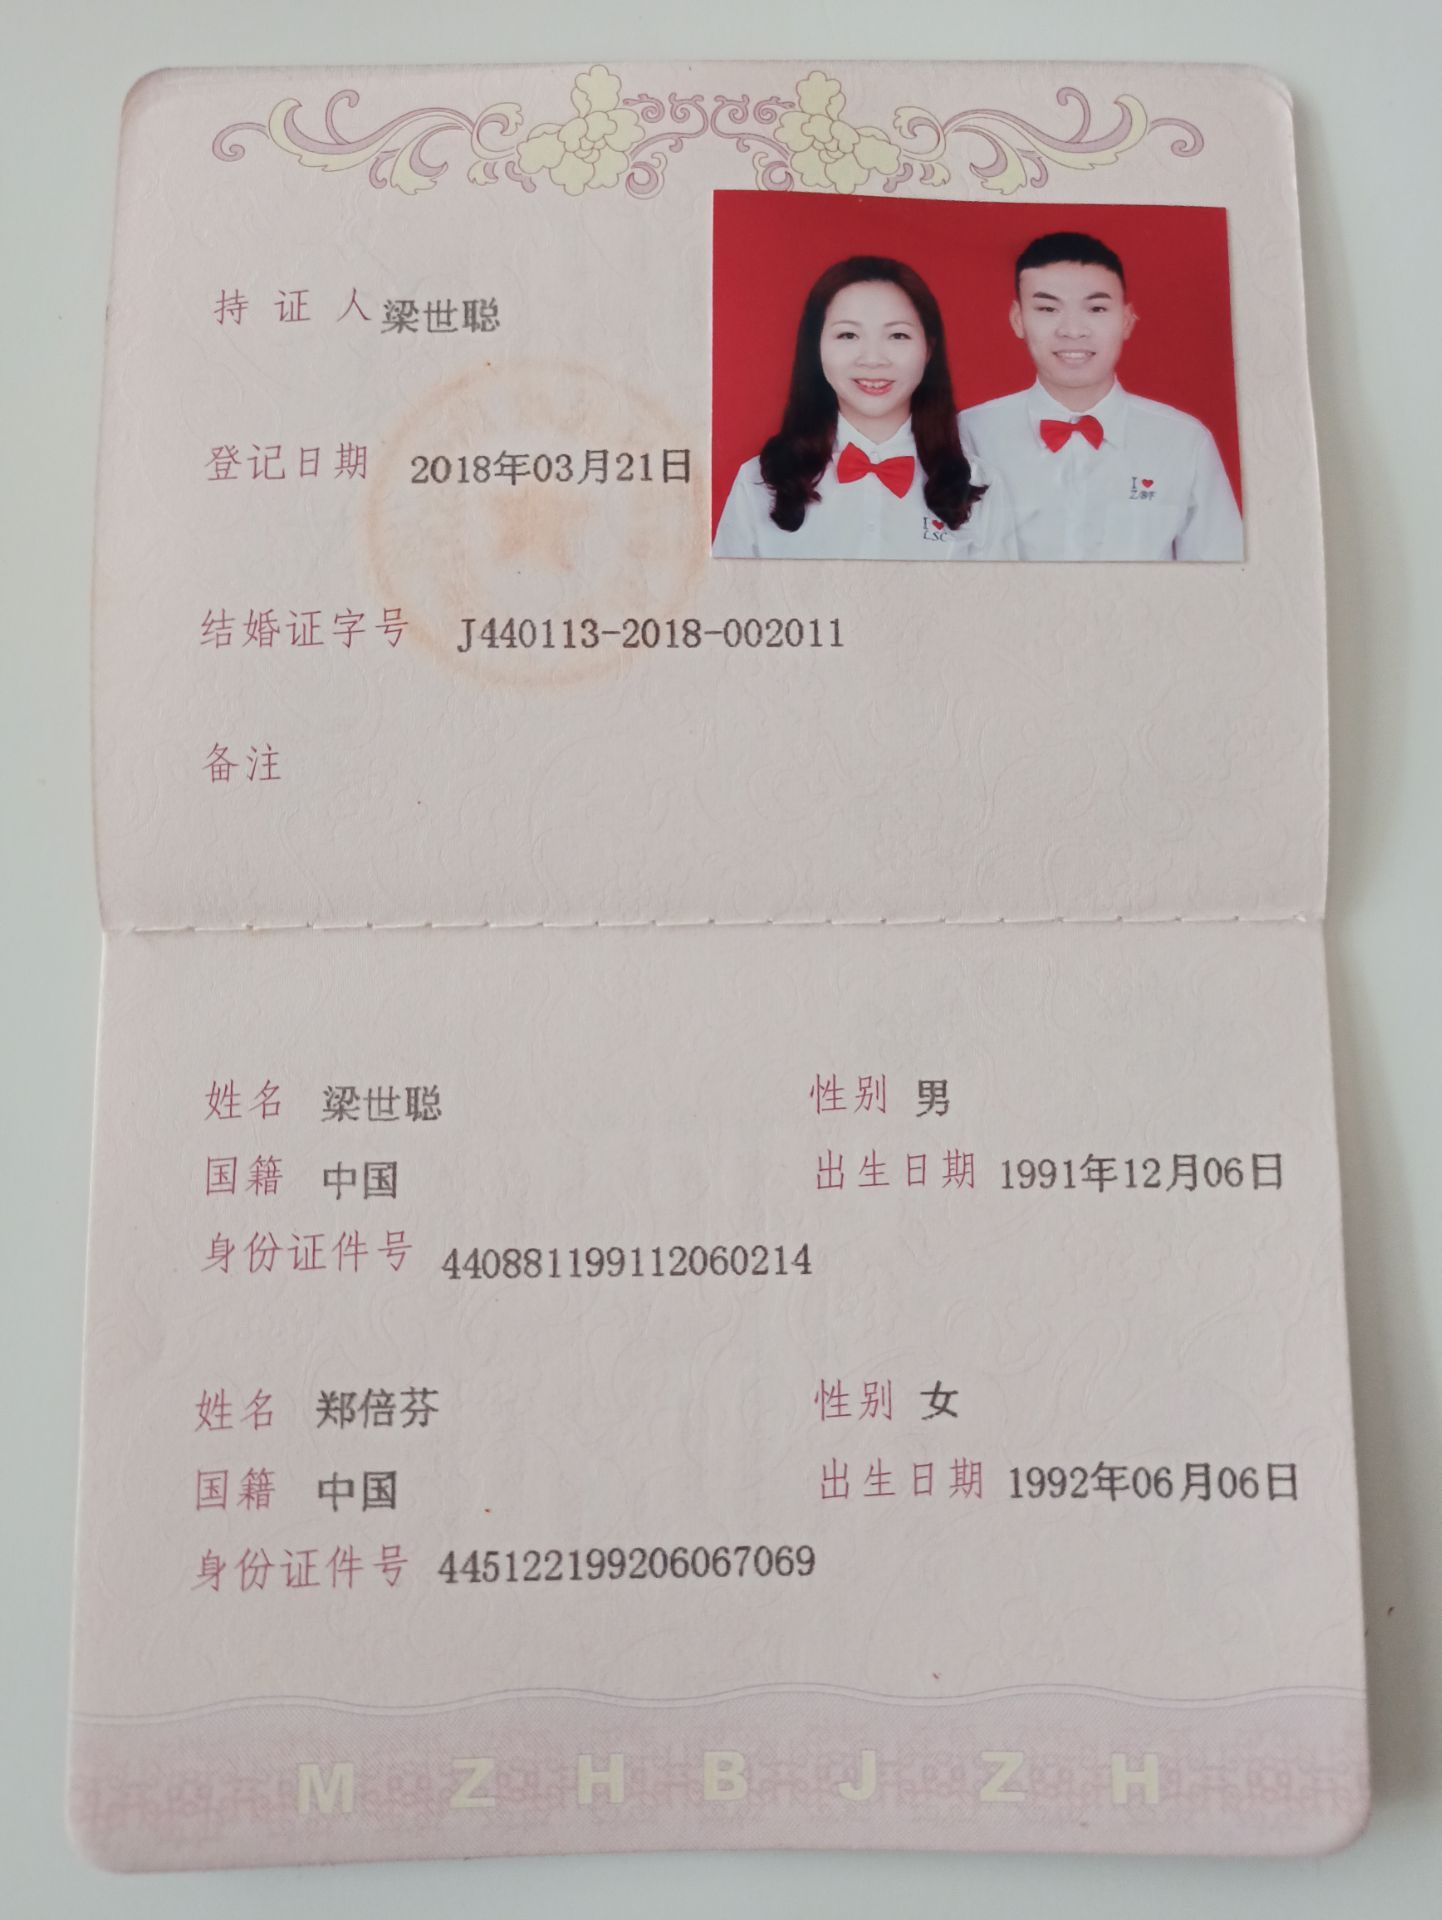 持证人 梁世聪
登记日期 2018年03月21日
结婚证字号 J440113-2018-002011
备注
I ❤
LSC
I ❤
姓名 梁世聪 性别 男
国籍 中国 出生日期 1991年12月06日
身份证件号 440881199112060214
姓名 郑倍芬 性别 女
国籍 中国 出生日期 1992年06月06日
身份证件号 445122199206067069
M Z H B J Z H